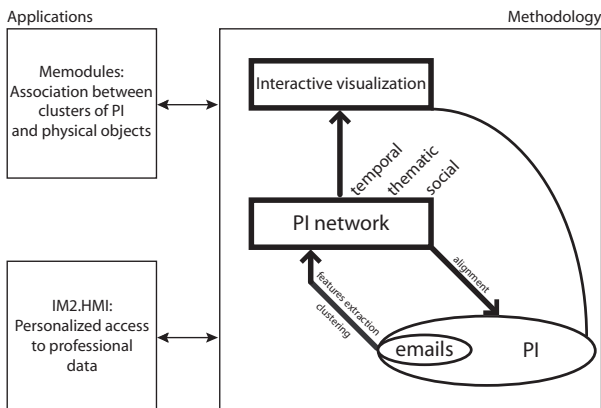 Applications
Methodology
Memodules:
Association between
clusters of PI
and physical objects
Interactive visualization
temporal
thematic
social
PI network
features extraction
clustering
alignment
IM2.HMI:
Personalized access
to professional
data
emails
PI